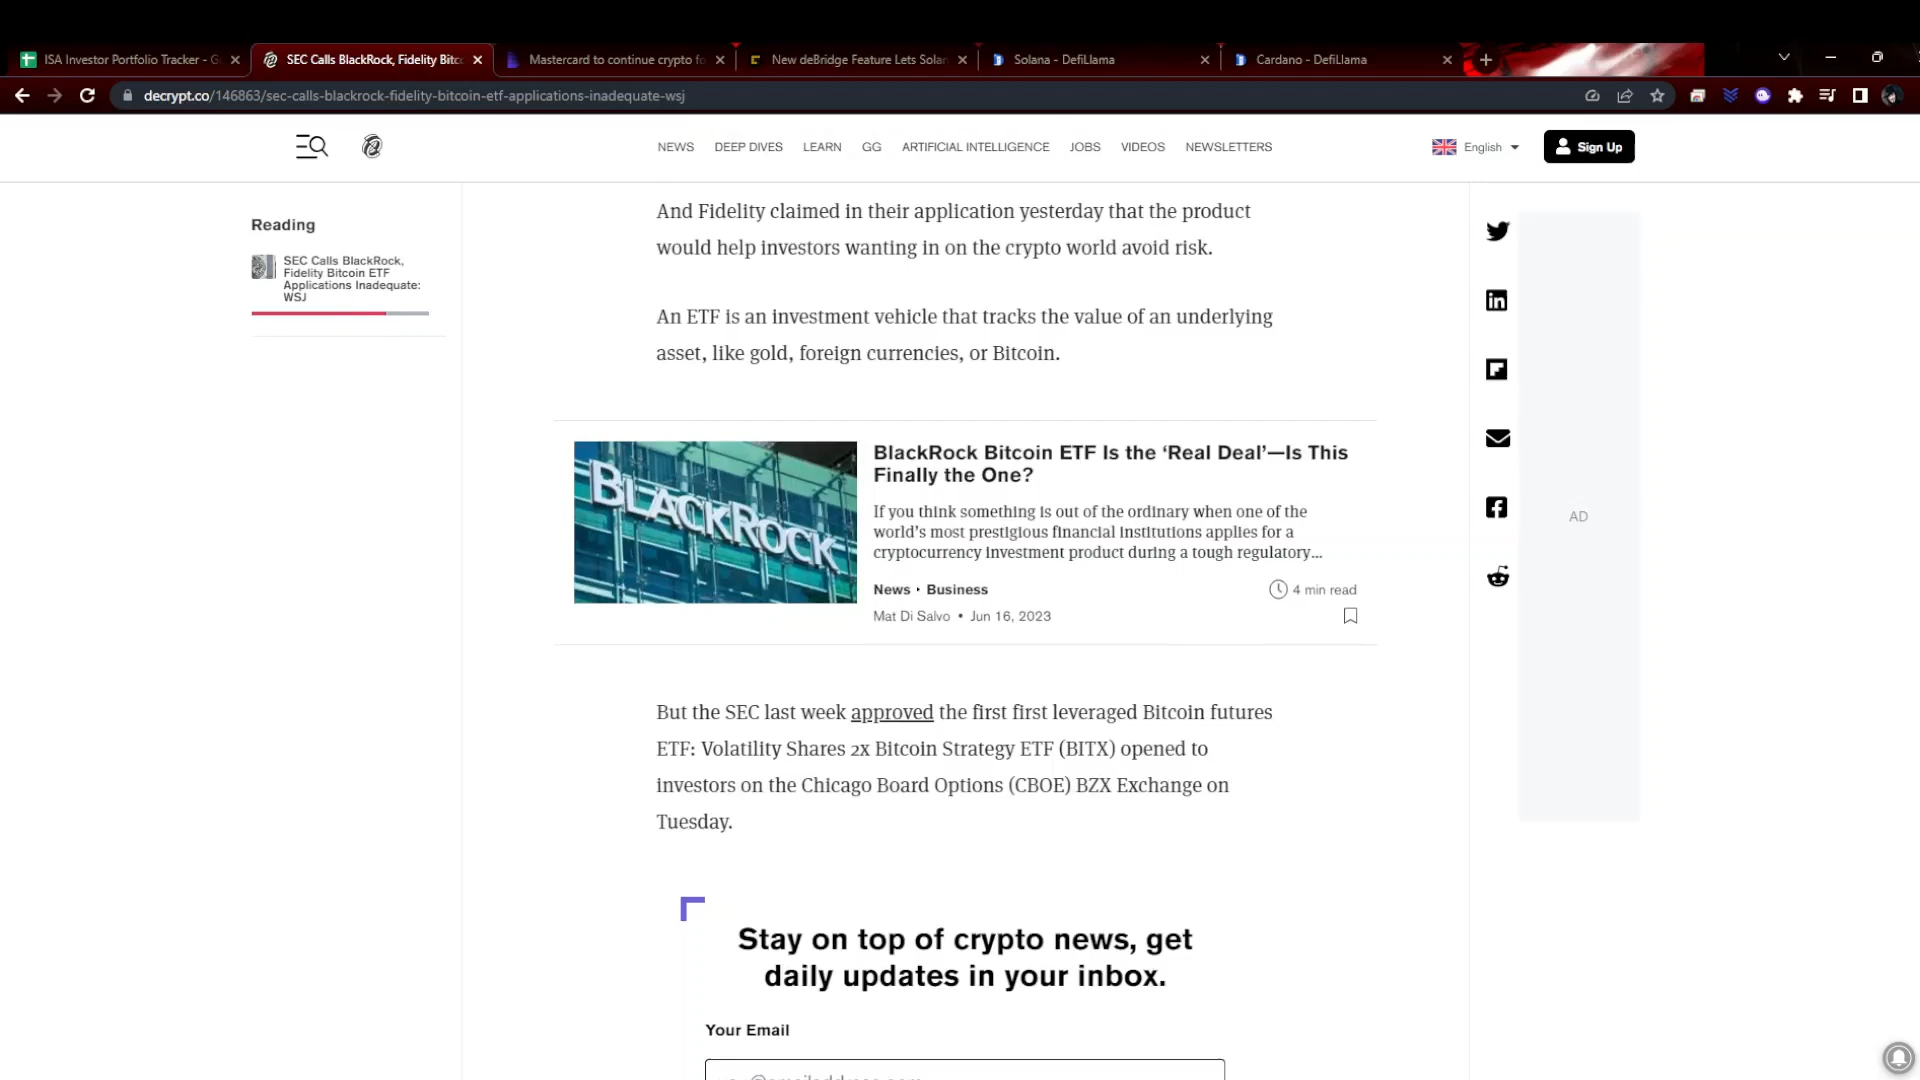 ISA Investor Portfolio Tracker - G
SEC Calls BlackRock, Fidelity Bitc
Mastercard to continue crypto fo
New deBridge Feature Lets Solan
Solana - DefiLlama
Cardano - DefiLlama
decrypt.co/146863/sec-calls-blackrock-fidelity-bitcoin-etf-applications-inadequate-wsj
NEWS
DEEP DIVES
LEARN
GG
ARTIFICIAL INTELLIGENCE
JOBS
VIDEOS
NEWSLETTERS
English
Sign Up
Reading
SEC Calls BlackRock,
Fidelity Bitcoin ETF
Applications Inadequate:
WSJ
And Fidelity claimed in their application yesterday that the product
would help investors wanting in on the crypto world avoid risk.
An ETF is an investment vehicle that tracks the value of an underlying
asset, like gold, foreign currencies, or Bitcoin.
BLACKROCK
BlackRock Bitcoin ETF Is the ‘Real Deal’—Is This
Finally the One?
If you think something is out of the ordinary when one of the
world’s most prestigious financial institutions applies for a
cryptocurrency investment product during a tough regulatory...
News • Business
4 min read
Mat Di Salvo • Jun 16, 2023
AD
But the SEC last week approved the first first leveraged Bitcoin futures
ETF: Volatility Shares 2x Bitcoin Strategy ETF (BITX) opened to
investors on the Chicago Board Options (CBOE) BZX Exchange on
Tuesday.
Stay on top of crypto news, get
daily updates in your inbox.
Your Email